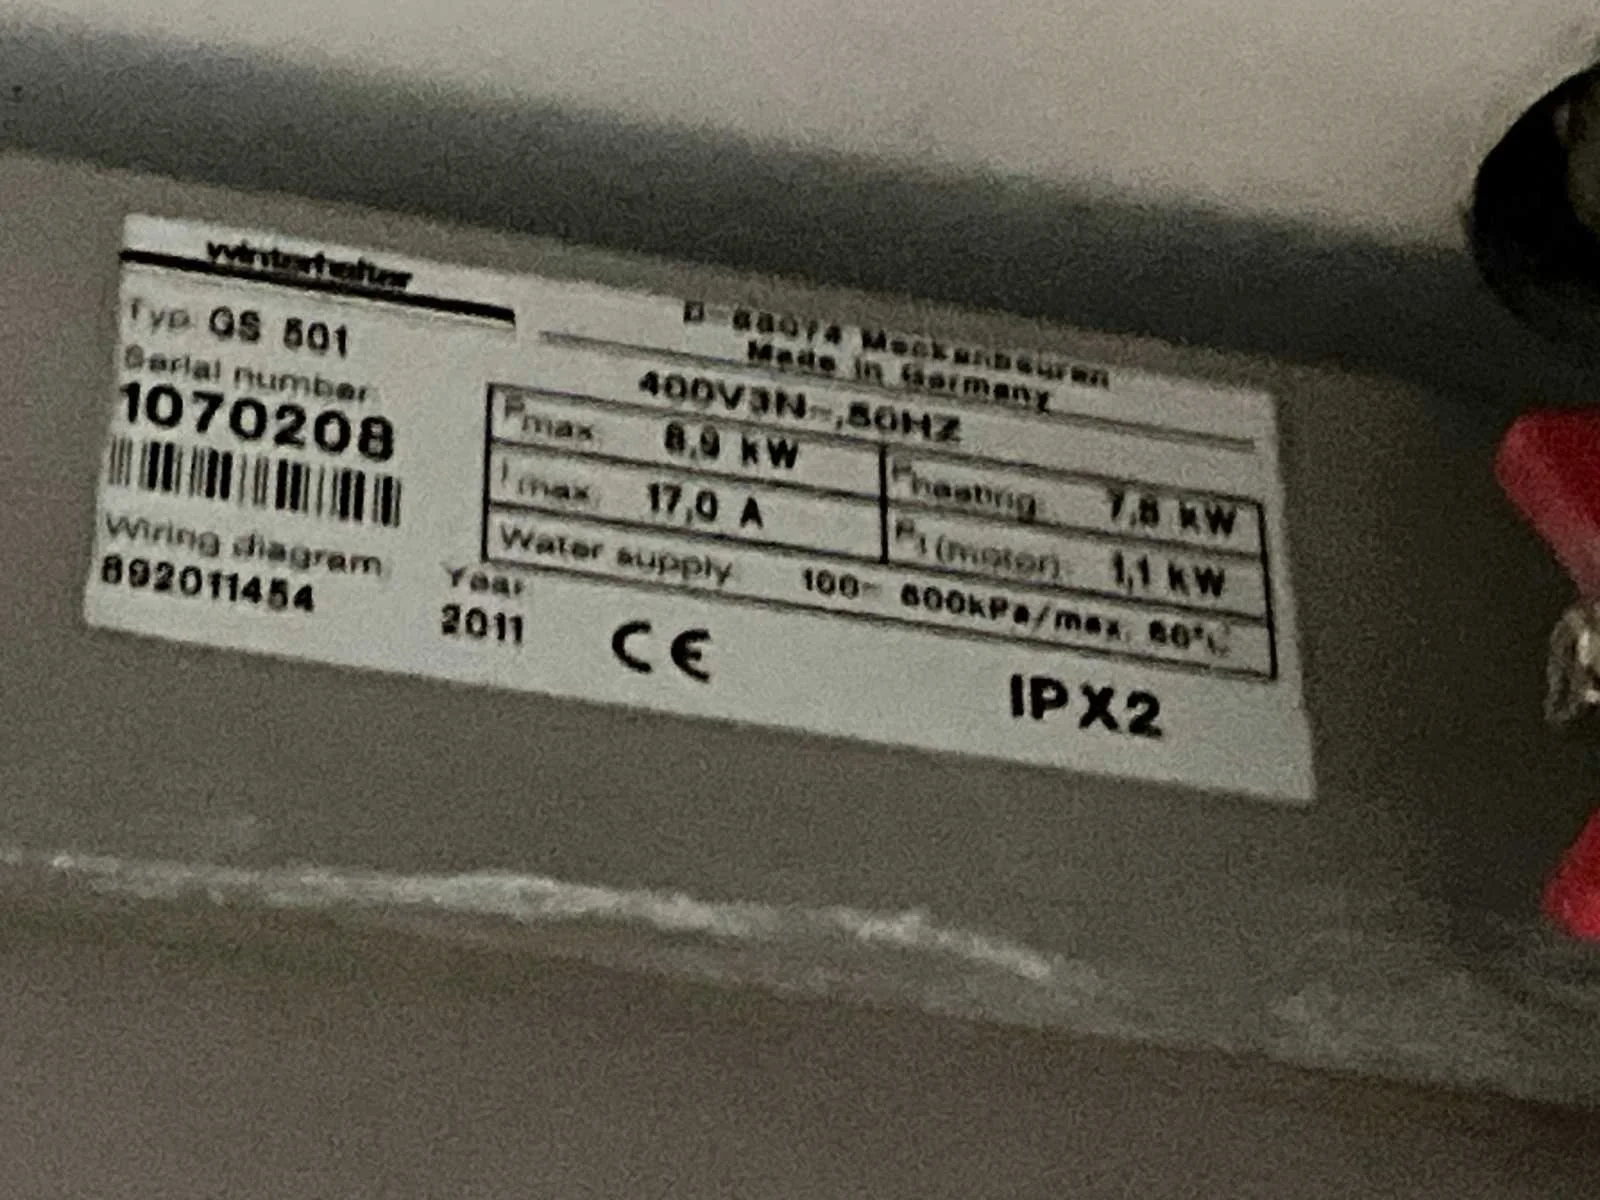 winterhalter
D-88074 Meckenbeuren
Made in Germany
Typ. GS 501
Serial number
1070208
Wiring diagram
892011454
Year
2011
400V3N~,50HZ
Pmax. 8,9 kW
Pheating: 7,8 kW
Imax. 17,0 A
P1(motor): 1,1 kW
Water supply 100- 600kPa/max. 60°C
CE
IPX2